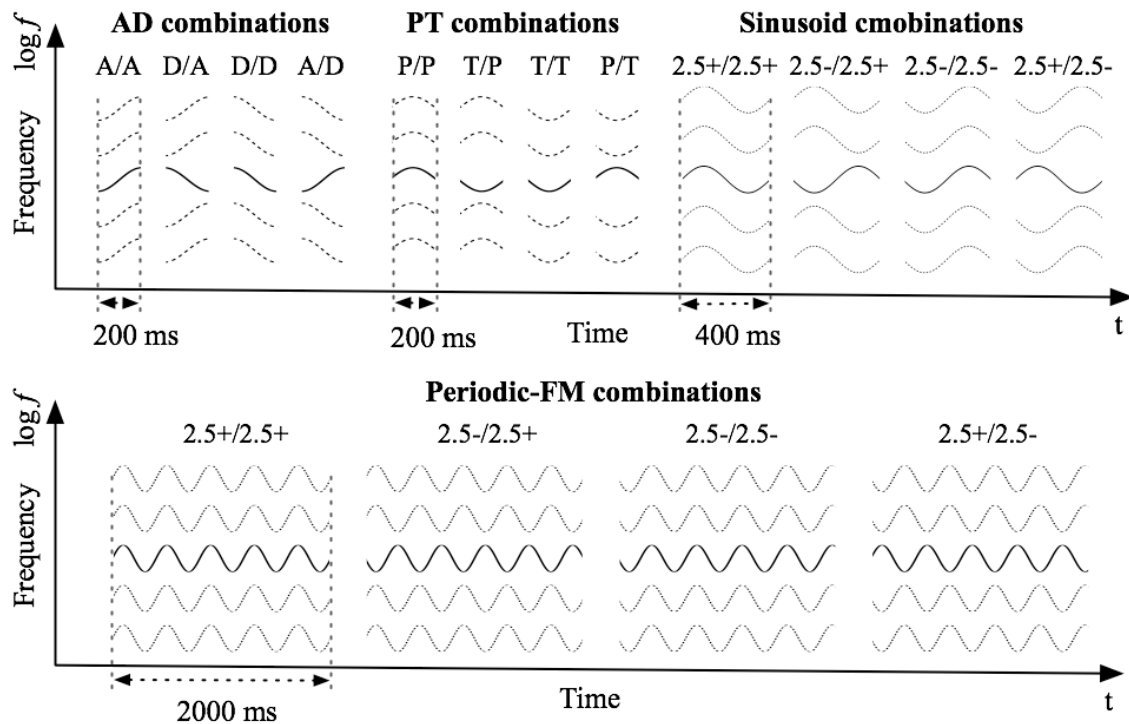 AD combinations PT combinations Sinusoid cmobinations
log f
A/A D/A D/D A/D P/P T/P T/T P/T 2.5+/2.5+ 2.5-/2.5+ 2.5-/2.5- 2.5+/2.5-
Frequency
200 ms 200 ms Time 400 ms t
Periodic-FM combinations
log f
2.5+/2.5+ 2.5-/2.5+ 2.5-/2.5- 2.5+/2.5-
Frequency
2000 ms Time t